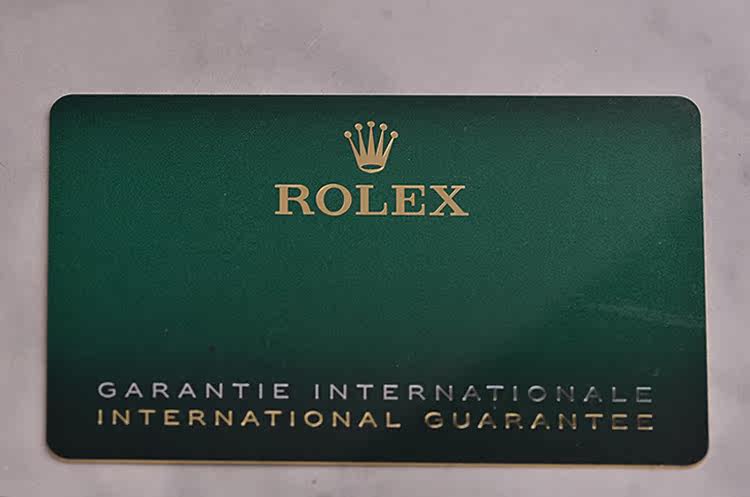 ROLEX
GARANTIE INTERNATIONALE
INTERNATIONAL GUARANTEE